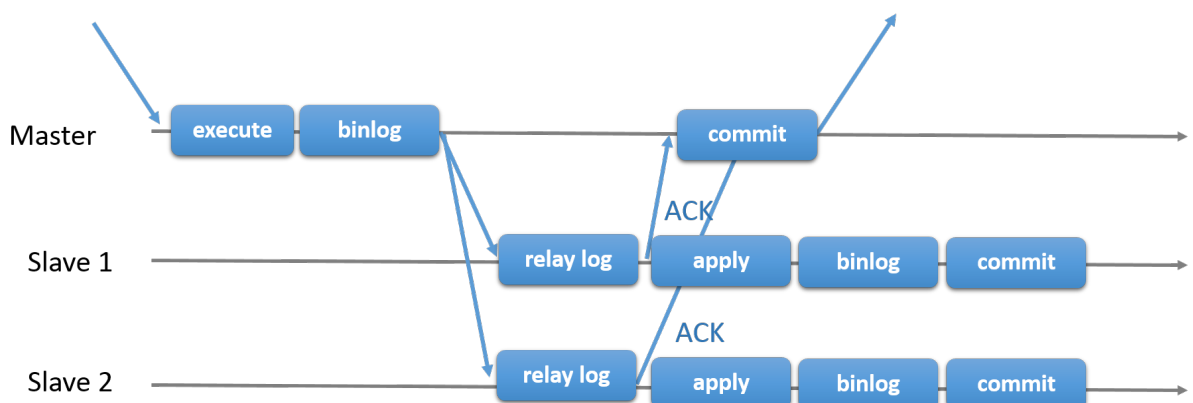 Master execute binlog commit
ACK
Slave 1 relay log apply binlog commit
ACK
Slave 2 relay log apply binlog commit